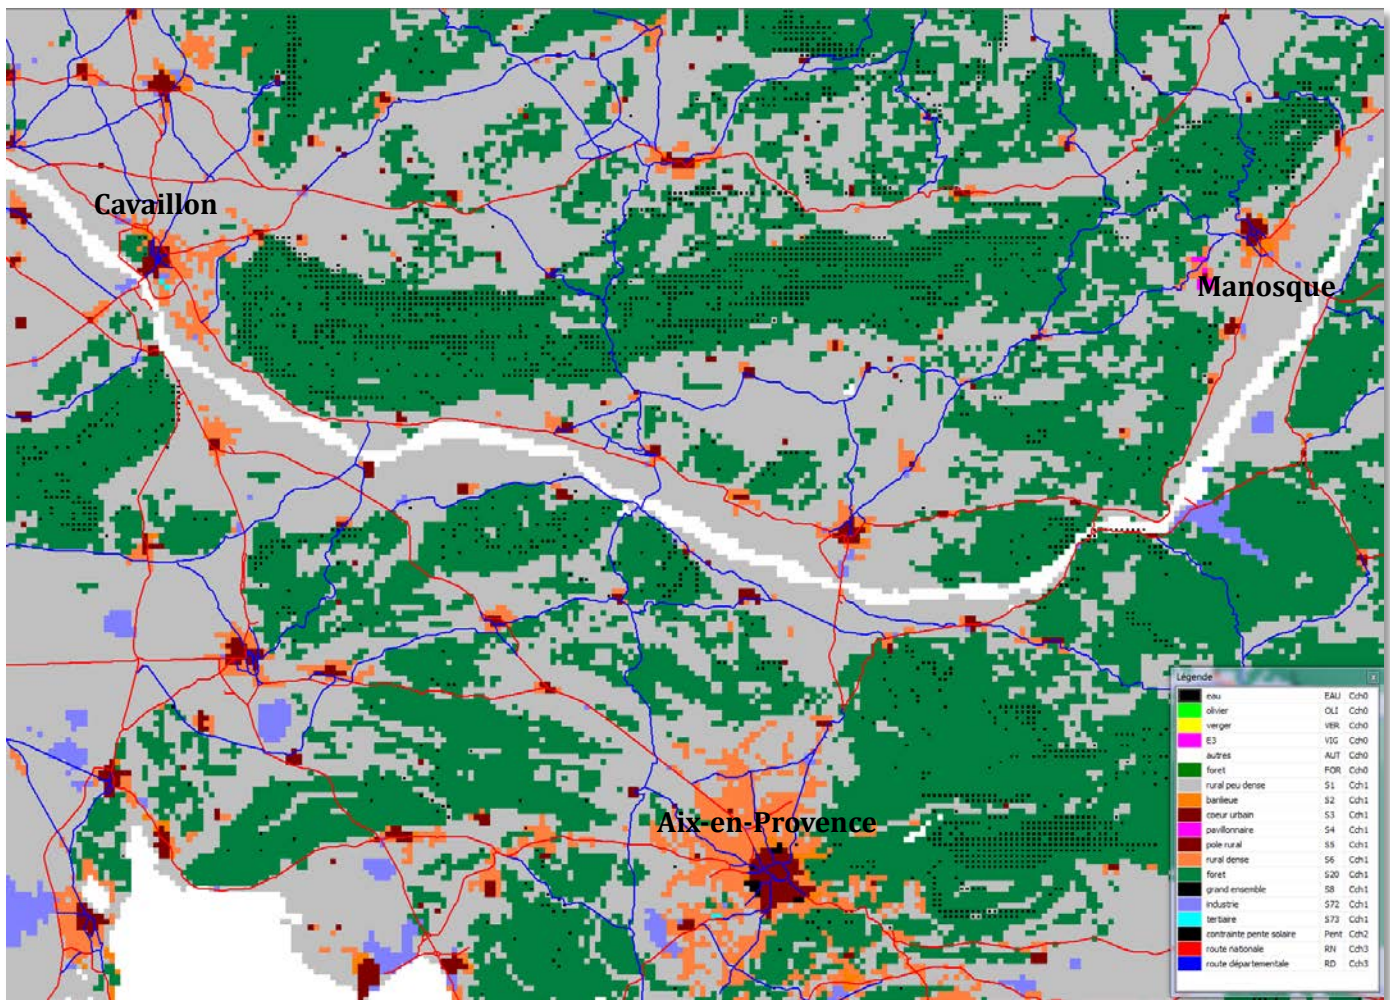 Cavaillon
Manosque
Aix-en-Provence
Légende
eau EAU Cch0
olivier OLI Cch0
verger VER Cch0
E3 VIG Cch0
autres AUT Cch0
foret FOR Cch0
rural peu dense S1 Cch1
banlieue S2 Cch1
coeur urbain S3 Cch1
pavillonnaire S4 Cch1
pole rural S5 Cch1
rural dense S6 Cch1
foret S20 Cch1
grand ensemble S8 Cch1
industrie S72 Cch1
tertiaire S73 Cch1
contrainte pente solaire Pent Cch2
route nationale RN Cch3
route départementale RD Cch3